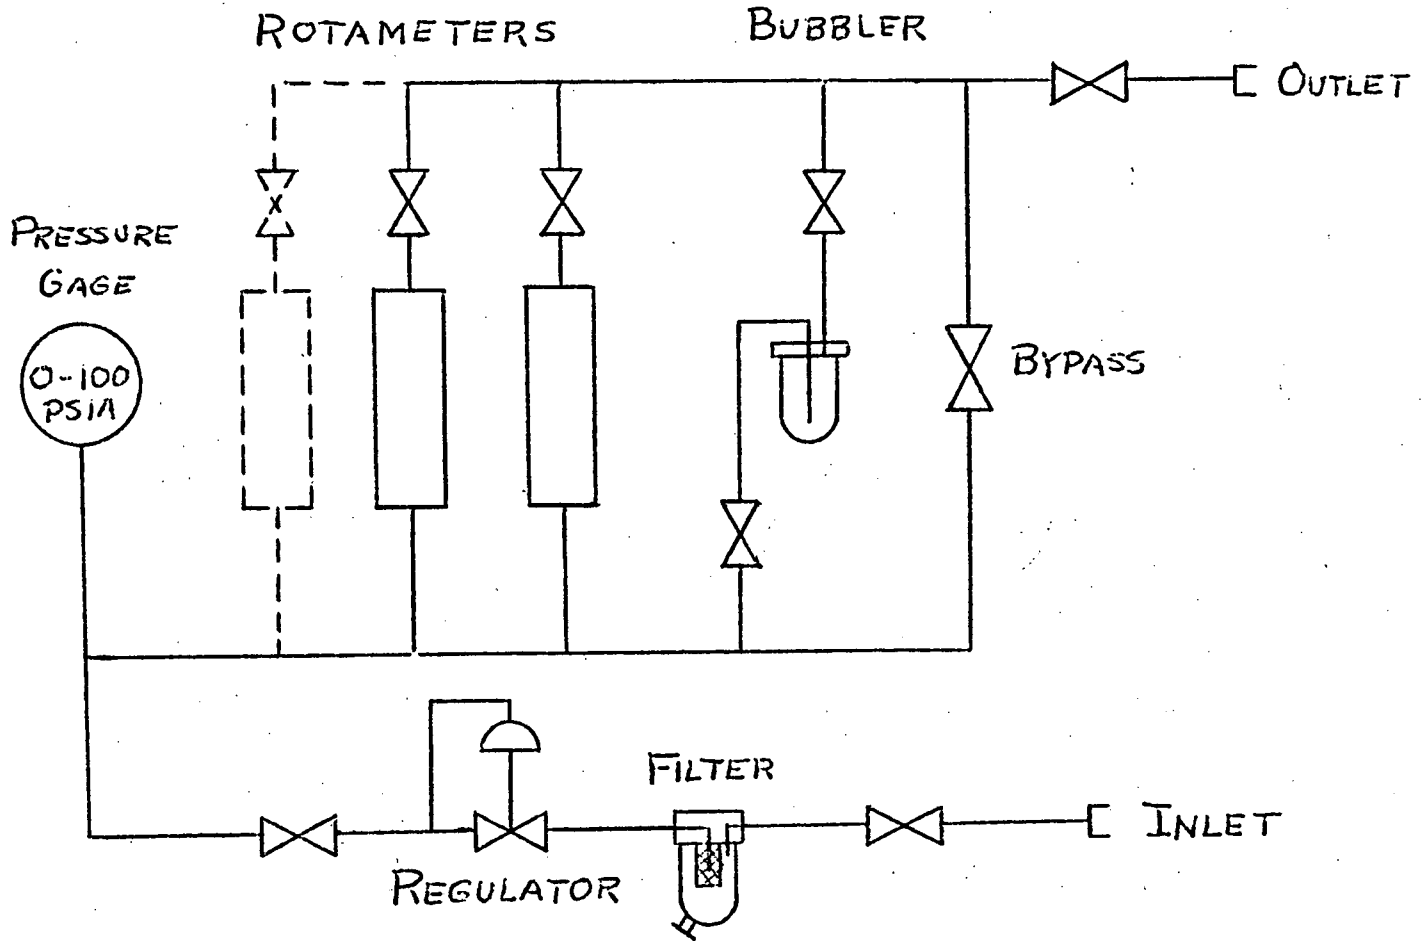 ROTAMETERS
BUBBLER
OUTLET
PRESSURE
GAGE
0-100
PSIA
BYPASS
FILTER
INLET
REGULATOR